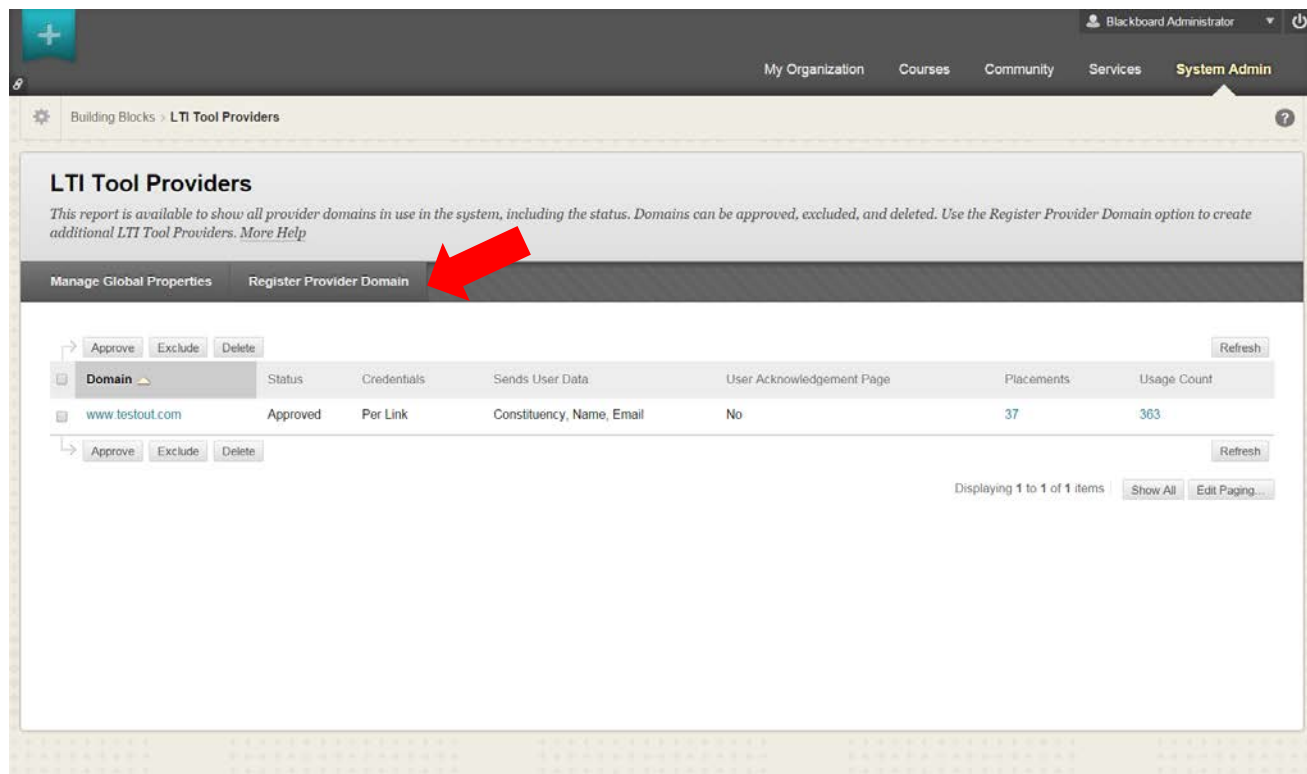 Blackboard Administrator
My Organization Courses Community Services System Admin
Building Blocks > LTI Tool Providers
LTI Tool Providers
This report is available to show all provider domains in use in the system, including the status. Domains can be approved, excluded, and deleted. Use the Register Provider Domain option to create
additional LTI Tool Providers. More Help
Manage Global Properties Register Provider Domain
Approve Exclude Delete Refresh
Domain Status Credentials Sends User Data User Acknowledgement Page Placements Usage Count
www.testout.com Approved Per Link Constituency, Name, Email No 37 363
Approve Exclude Delete Refresh
Displaying 1 to 1 of 1 items Show All Edit Paging...